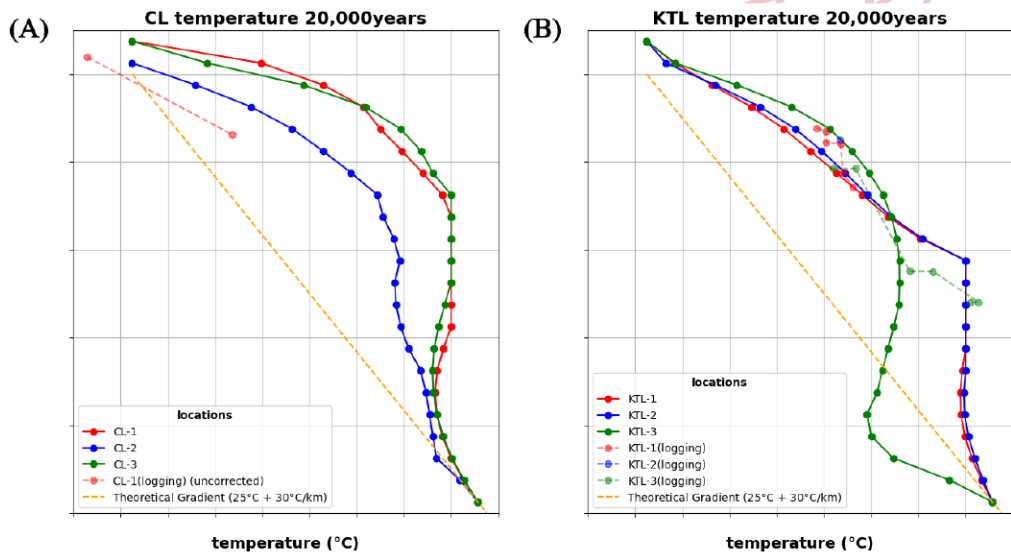 (A)
CL temperature 20,000years
locations
CL-1
CL-2
CL-3
CL-1(logging) (uncorrected)
Theoretical Gradient (25°C + 30°C/km)
temperature (°C)
(B)
KTL temperature 20,000years
locations
KTL-1
KTL-2
KTL-3
KTL-1(logging)
KTL-2(logging)
KTL-3(logging)
Theoretical Gradient (25°C + 30°C/km)
temperature (°C)